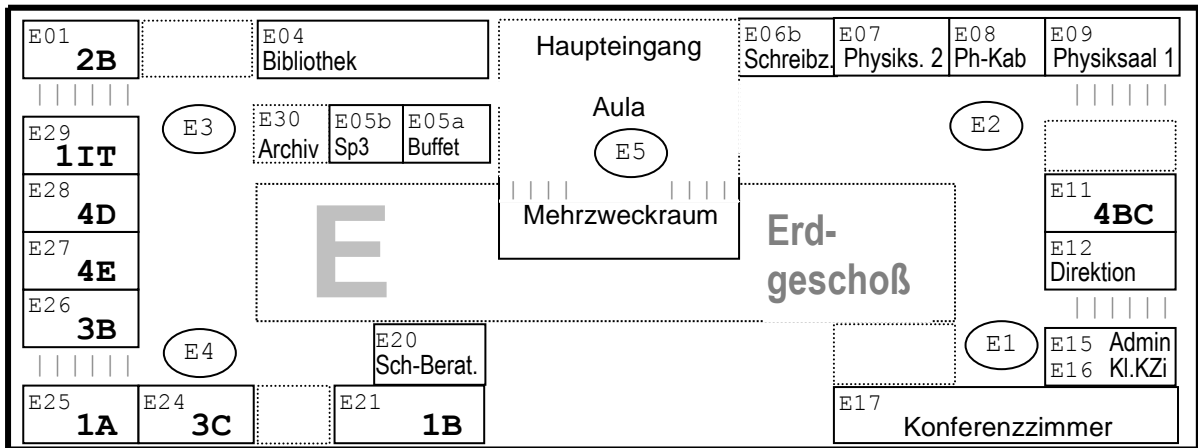 E01
2B
E04
Bibliothek
Haupteingang
E06b
Schreibz.
E07
Physiks. 2
E08
Ph-Kab
E09
Physiksaal 1
E29
1IT
E3
E30
Archiv
E05b
Sp3
E05a
Buffet
Aula
E5
E2
E28
4D
E
Mehrzweckraum
Erd-
geschoß
E11
4BC
E27
4E
E12
Direktion
E26
3B
E4
E20
Sch-Berat.
E1
E15 Admin
E16 Kl.KZi
E25
1A
E24
3C
E21
1B
E17
Konferenzzimmer